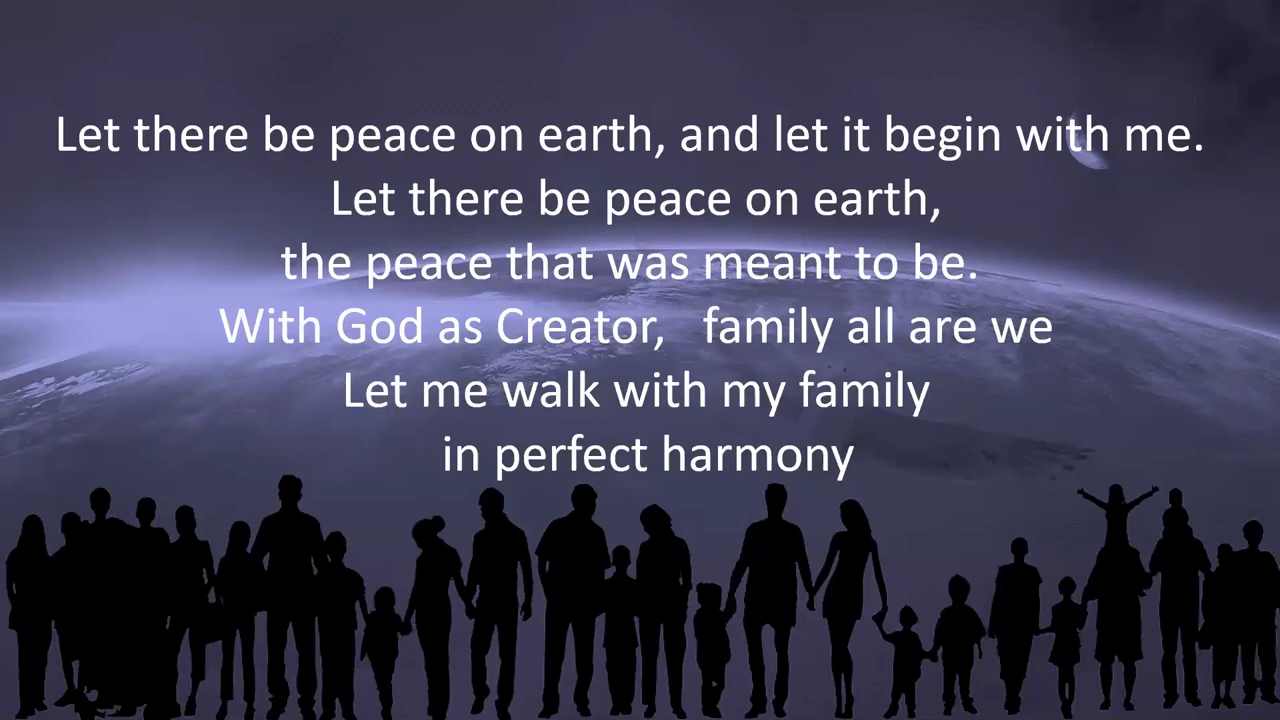 Let there be peace on earth, and let it begin with me.
Let there be peace on earth,
the peace that was meant to be.
With God as Creator,   family all are we
Let me walk with my family
in perfect harmony